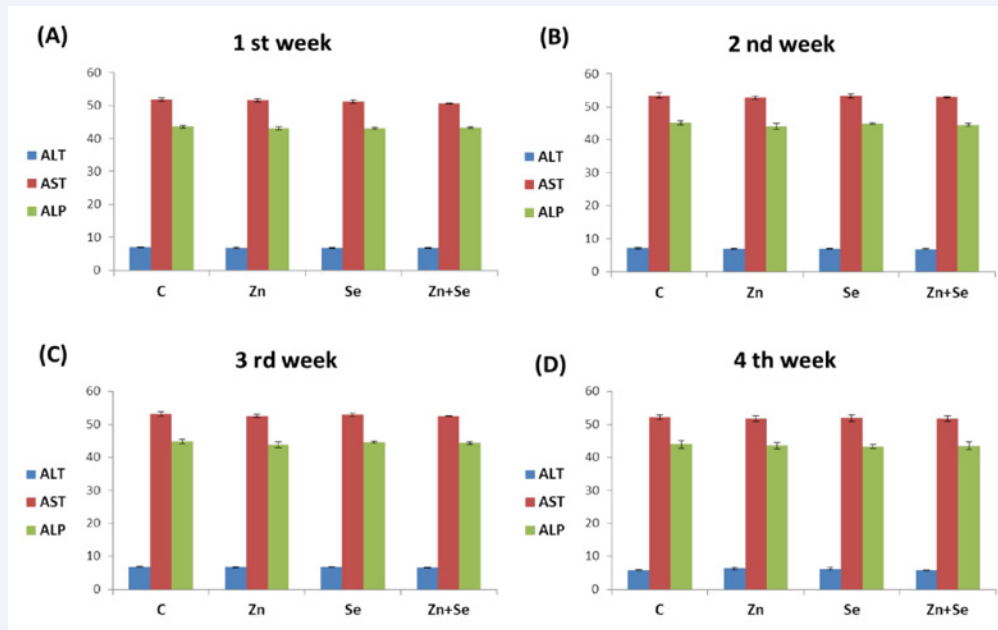 (A)
1 st week
60
50
40
30
20
10
0
ALT
AST
ALP
C Zn Se Zn+Se
(B)
2 nd week
60
50
40
30
20
10
0
ALT
AST
ALP
C Zn Se Zn+Se
(C)
3 rd week
60
50
40
30
20
10
0
ALT
AST
ALP
C Zn Se Zn+Se
(D)
4 th week
60
50
40
30
20
10
0
ALT
AST
ALP
C Zn Se Zn+Se